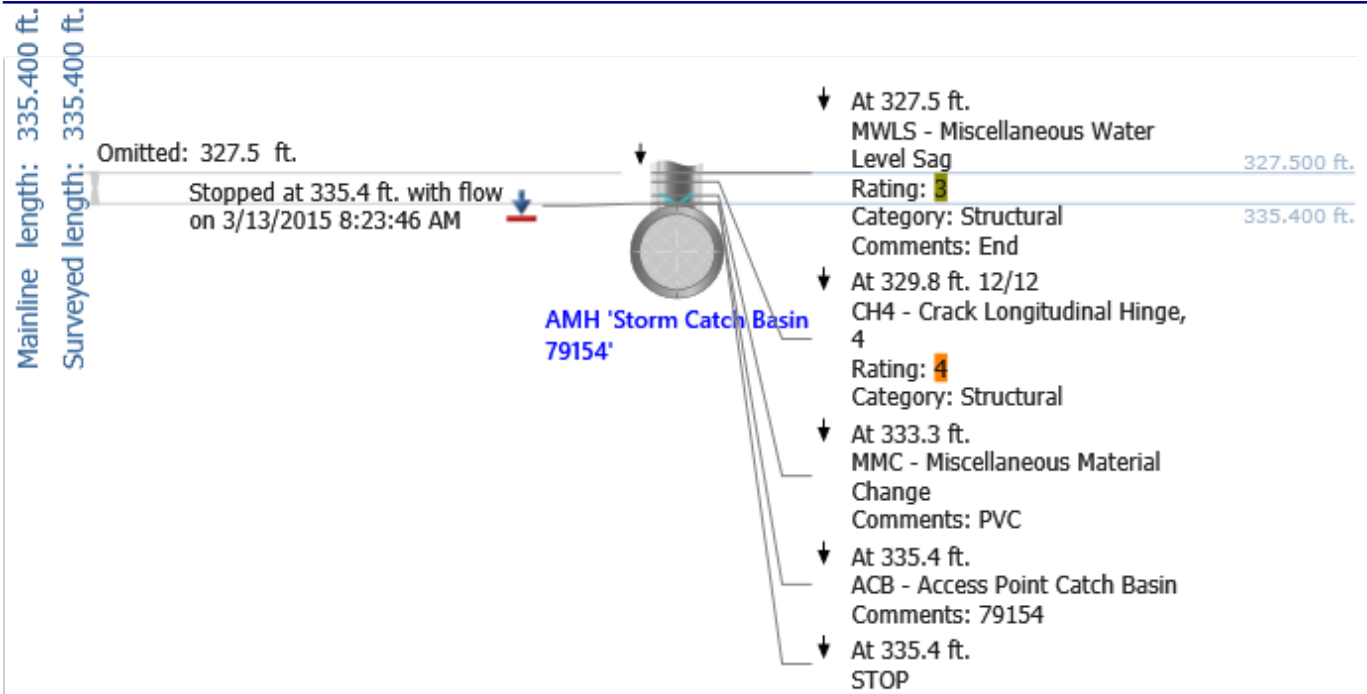 Mainline length: 335.400 ft.
Surveyed length: 335.400 ft.
Omitted: 327.5 ft.
Stopped at 335.4 ft. with flow
on 3/13/2015 8:23:46 AM
AMH 'Storm Catch Basin
79154'
At 327.5 ft.
MWLS - Miscellaneous Water
Level Sag
Rating: 3
Category: Structural
Comments: End
327.500 ft.
335.400 ft.
At 329.8 ft. 12/12
CH4 - Crack Longitudinal Hinge,
4
Rating: 4
Category: Structural
At 333.3 ft.
MMC - Miscellaneous Material
Change
Comments: PVC
At 335.4 ft.
ACB - Access Point Catch Basin
Comments: 79154
At 335.4 ft.
STOP